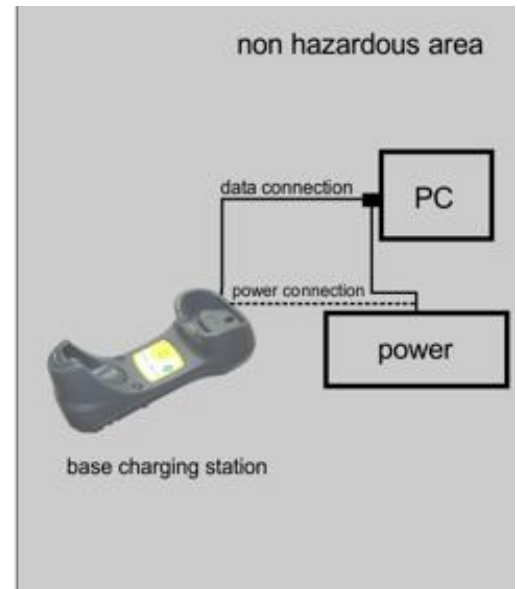 non hazardous area
data connection
PC
power connection
power
base charging station